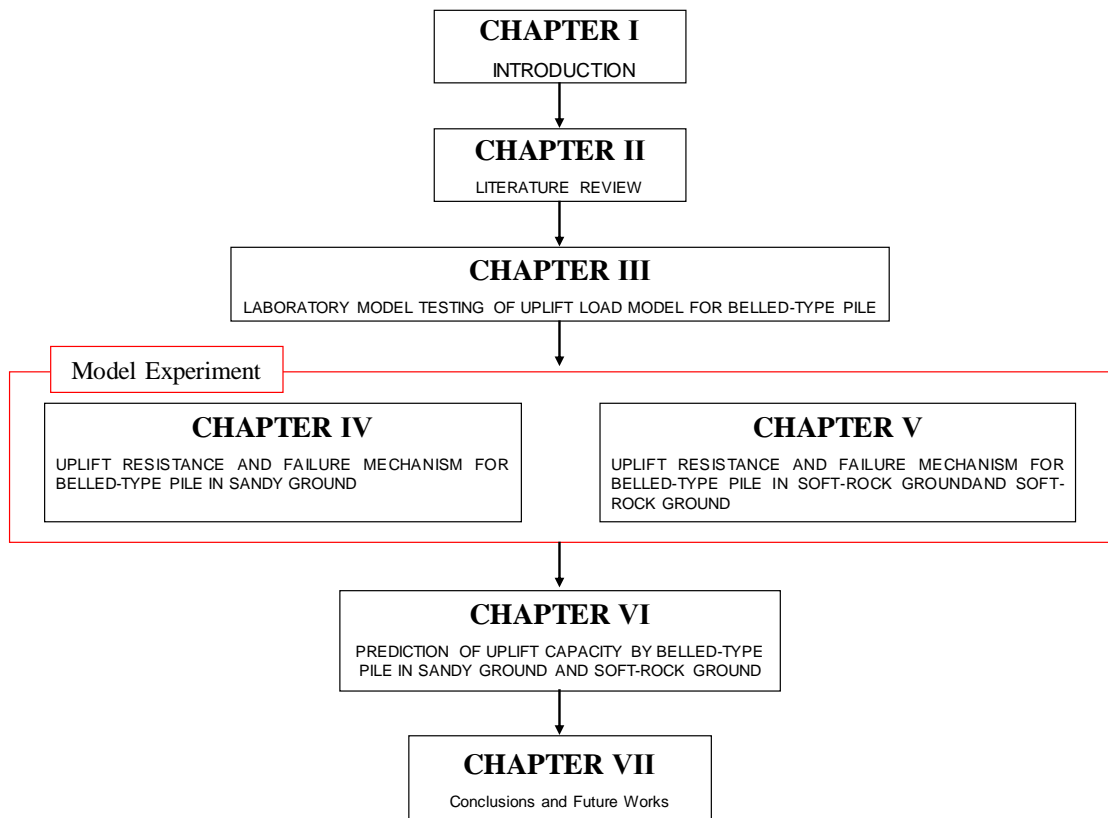 CHAPTER I
INTRODUCTION
CHAPTER II
LITERATURE REVIEW
CHAPTER III
LABORATORY MODEL TESTING OF UPLIFT LOAD MODEL FOR BELLED-TYPE PILE
Model Experiment
CHAPTER IV
UPLIFT RESISTANCE AND FAILURE MECHANISM FOR
BELLED-TYPE PILE IN SANDY GROUND
CHAPTER V
UPLIFT RESISTANCE AND FAILURE MECHANISM FOR
BELLED-TYPE PILE IN SOFT-ROCK GROUNDAND SOFT-
ROCK GROUND
CHAPTER VI
PREDICTION OF UPLIFT CAPACITY BY BELLED-TYPE
PILE IN SANDY GROUND AND SOFT-ROCK GROUND
CHAPTER VII
Conclusions and Future Works